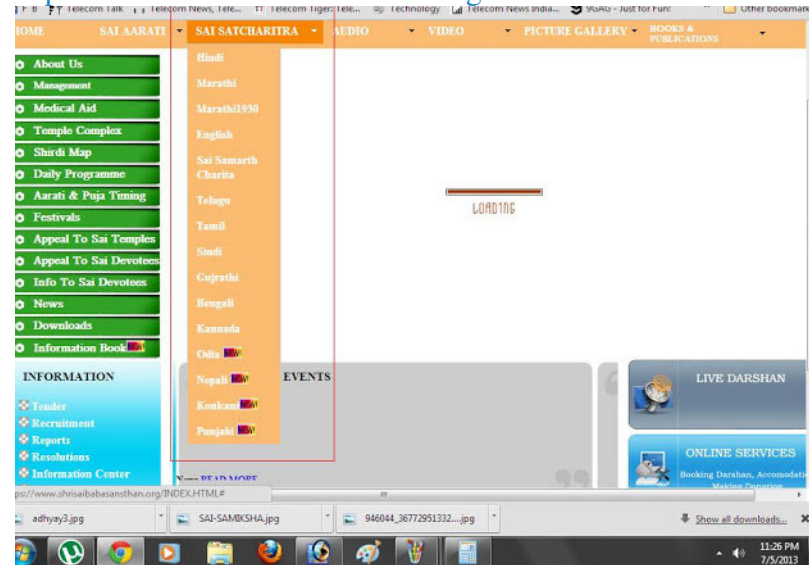 F B TT Telecom Talk Telecom News, Tele... TT Telecom Tiger: Tele... Technology Telecom News India... 9GAG - Just for Fun! Other bookmark
HOME SAI AARATI SAI SATCHARITRA AUDIO VIDEO PICTURE GALLERY BOOKS & PUBLICATIONS
Hindi
Marathi
Marathi1930
English
Sai Samarth
Charita
Telugu
Tamil
Sindi
Gujrathi
Bengali
Kannada
Odia NEW!
Nepali NEW!
Konkani NEW!
Punjabi NEW!
About Us
Management
Medical Aid
Temple Complex
Shirdi Map
Daily Programme
Aarati & Puja Timing
Festivals
Appeal To Sai Temples
Appeal To Sai Devotees
Info To Sai Devotees
News
Downloads
Information Book NEW!
LOADING
INFORMATION
Tender
Recruitment
Reports
Resolutions
Information Center
EVENTS
READ MORE
LIVE DARSHAN
ONLINE SERVICES
Booking Darshan, Accomodati
Making Donation
ps://www.shrisaibabasansthan.org/INDEX.HTML#
adhyay3.jpg SAI-SAMIKSHA.jpg 946044_36772951332....jpg Show all downloads...
11:26 PM
7/5/2013